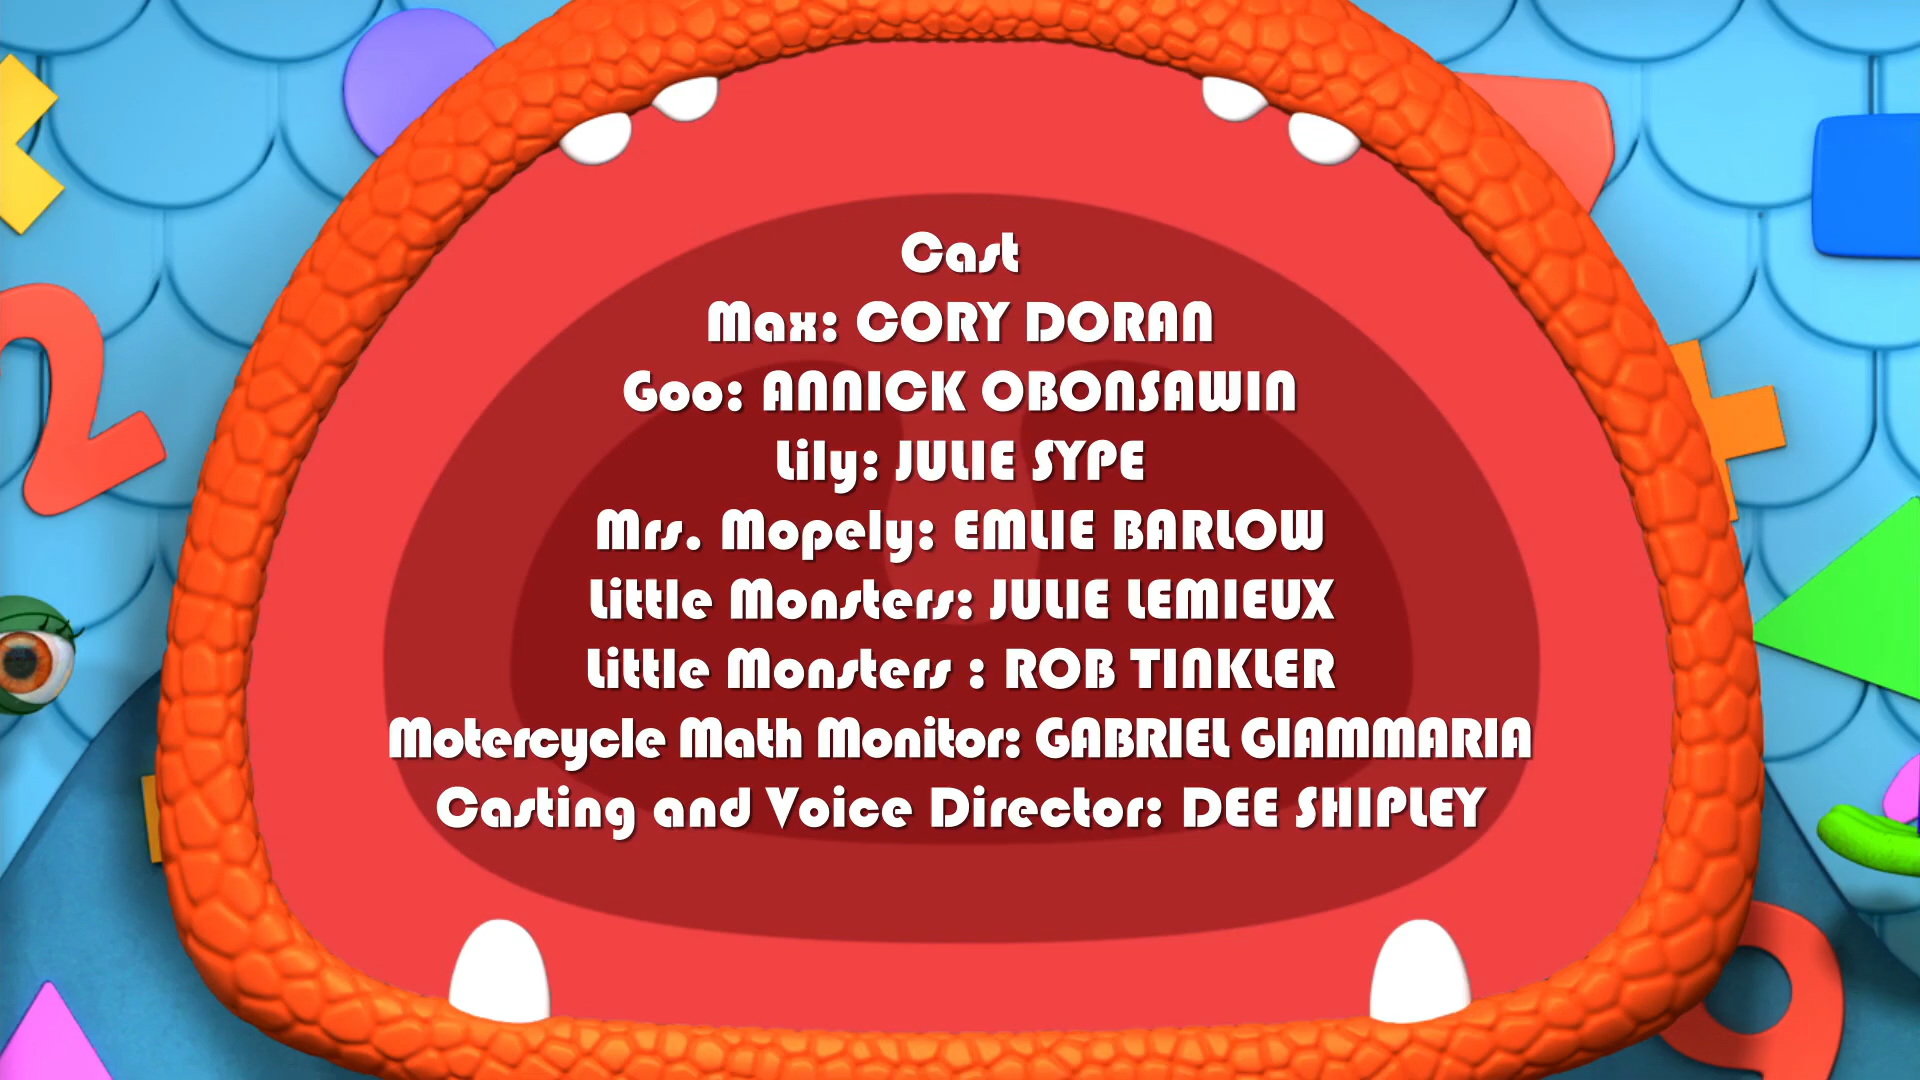 Cast
Max: CORY DORAN
Goo: ANNICK OBONSAWIN
Lily: JULIE SYPE
Mrs. Mopely: EMLIE BARLOW
Little Monsters: JULIE LEMIEUX
Little Monsters : ROB TINKLER
Motercycle Math Monitor: GABRIEL GIAMMARIA
Casting and Voice Director: DEE SHIPLEY